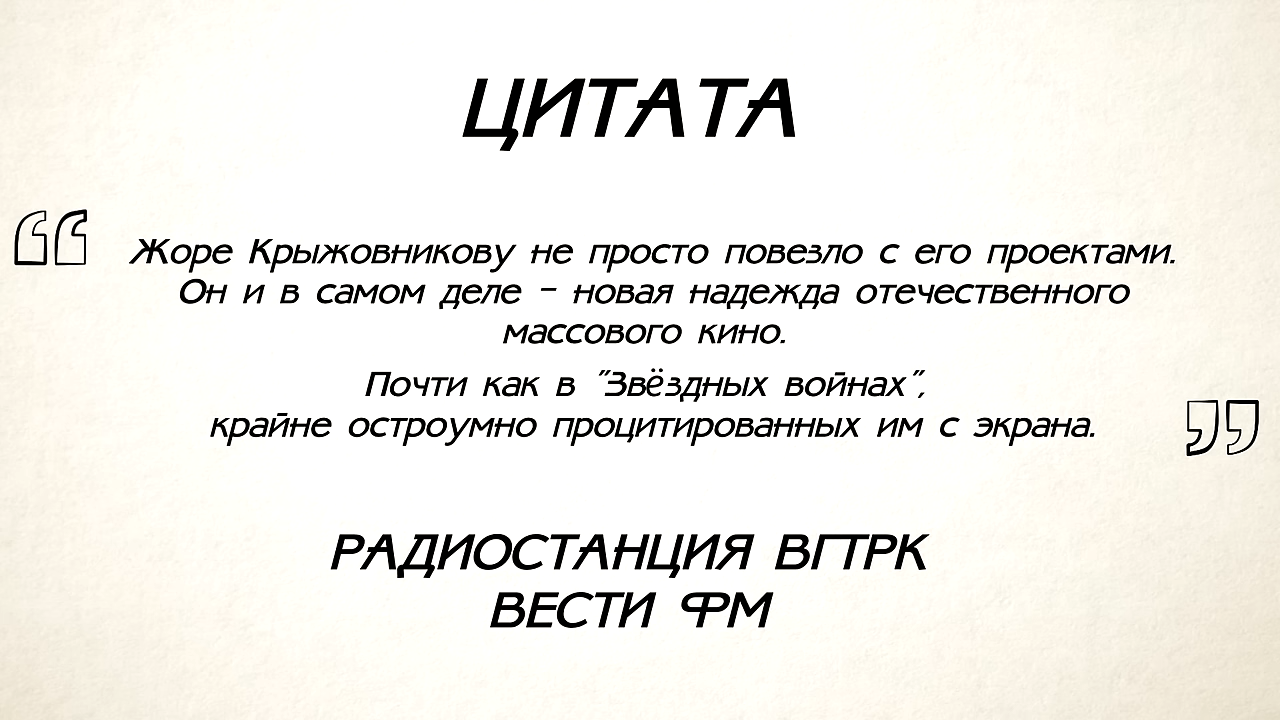 ЦИТАТА
Жоре Крыжовникову не просто повезло с его проектами.
Он и в самом деле - новая надежда отечественного
массового кино.
Почти как в "Звёздных войнах",
крайне остроумно процитированных им с экрана.
РАДИОСТАНЦИЯ ВГТРК
ВЕСТИ ФМ